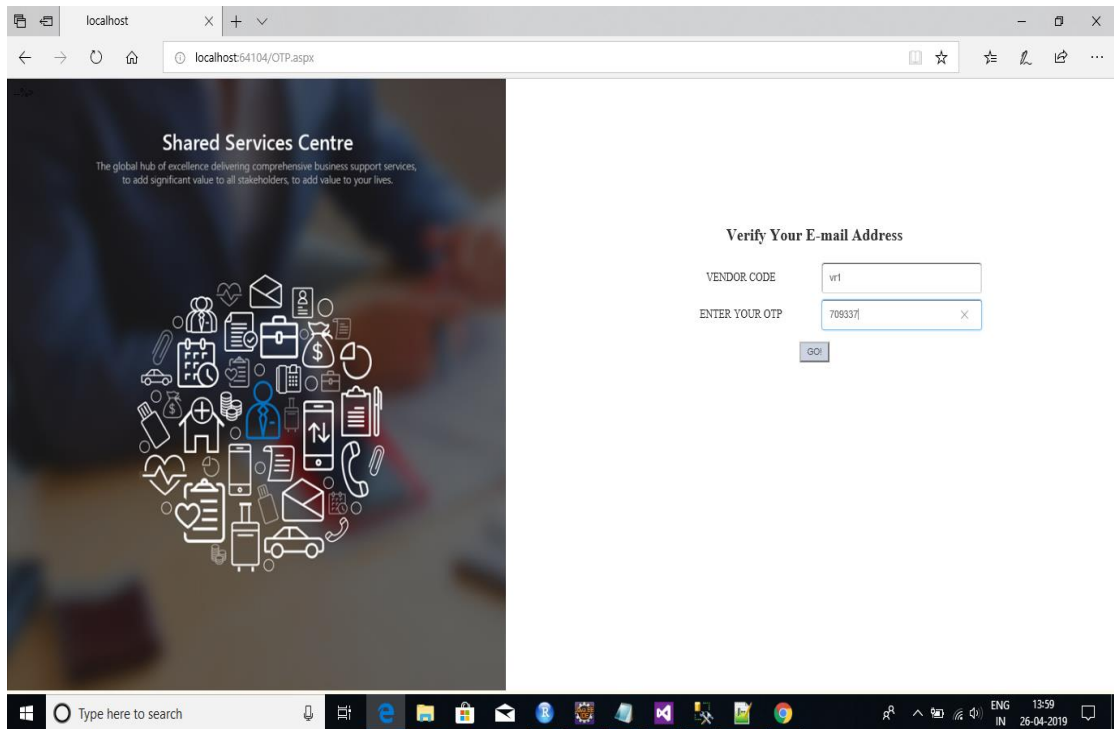 localhost
localhost:64104/OTP.aspx
Shared Services Centre
The global hub of excellence delivering comprehensive business support services,
to add significant value to all stakeholders, to add value to your lives.
Verify Your E-mail Address
VENDOR CODE
vr1
ENTER YOUR OTP
709337
GO!
Type here to search
ENG
IN
13:59
26-04-2019